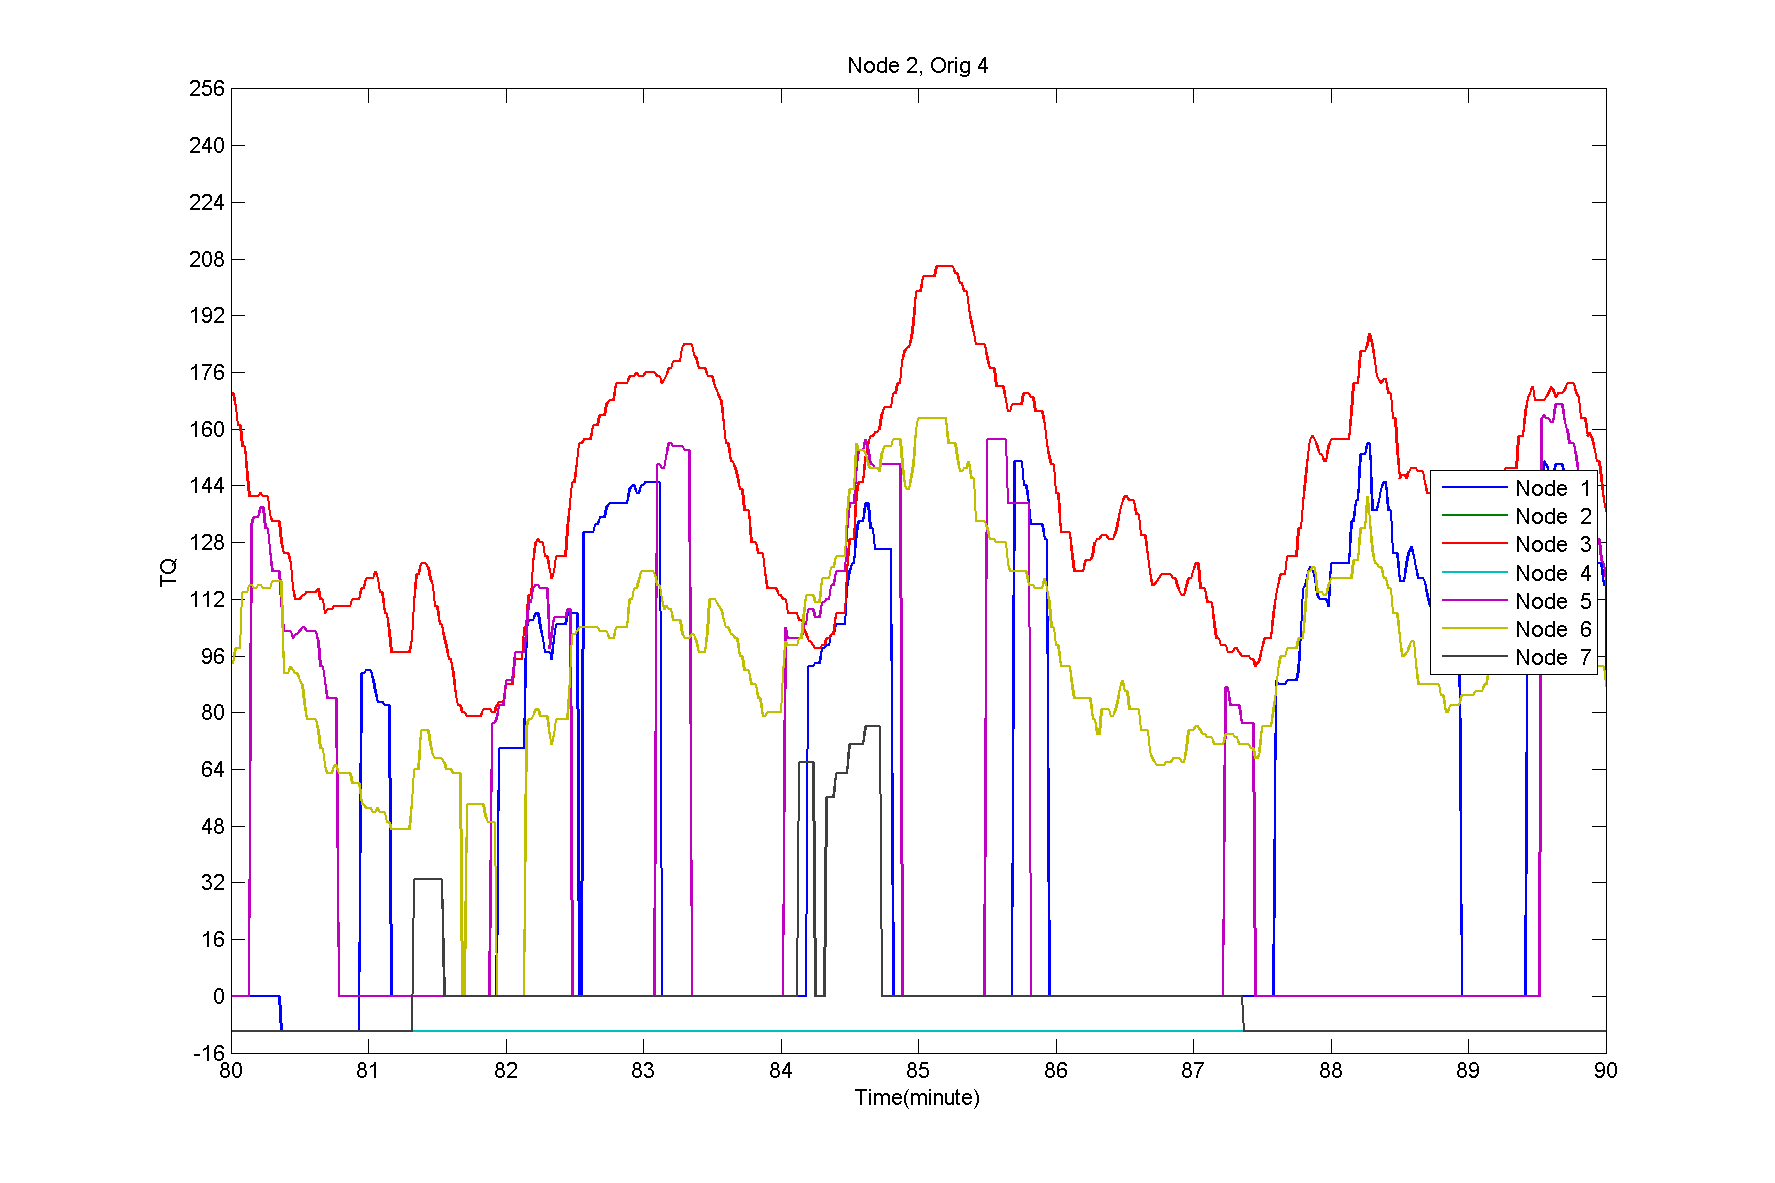 Node 2, Orig 4
256
240
224
208
192
176
160
144
128
112
96
80
64
48
32
16
0
-16
TQ
Node 1
Node 2
Node 3
Node 4
Node 5
Node 6
Node 7
80 81 82 83 84 85 86 87 88 89 90
Time(minute)